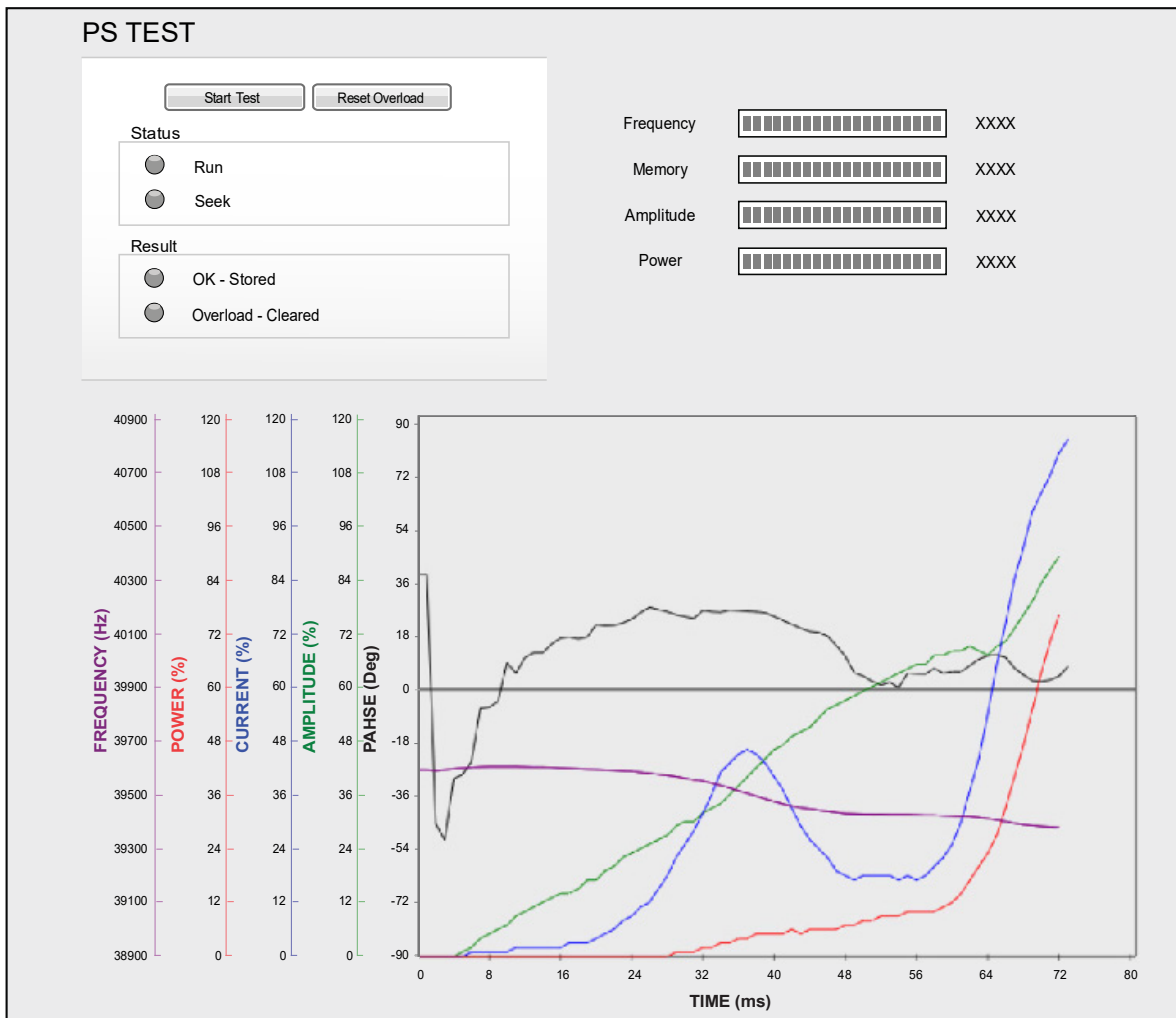 PS TEST
Start Test
Reset Overload
Status
Run
Seek
Result
OK - Stored
Overload - Cleared
Frequency XXXX
Memory XXXX
Amplitude XXXX
Power XXXX
FREQUENCY (Hz)
40900
40700
40500
40300
40100
39900
39700
39500
39300
39100
38900
POWER (%)
120
108
96
84
72
60
48
36
24
12
0
CURRENT (%)
120
108
96
84
72
60
48
36
24
12
0
AMPLITUDE (%)
120
108
96
84
72
60
48
36
24
12
0
PAHSE (Deg)
90
72
54
36
18
0
-18
-36
-54
-72
-90
0 8 16 24 32 40 48 56 64 72 80
TIME (ms)